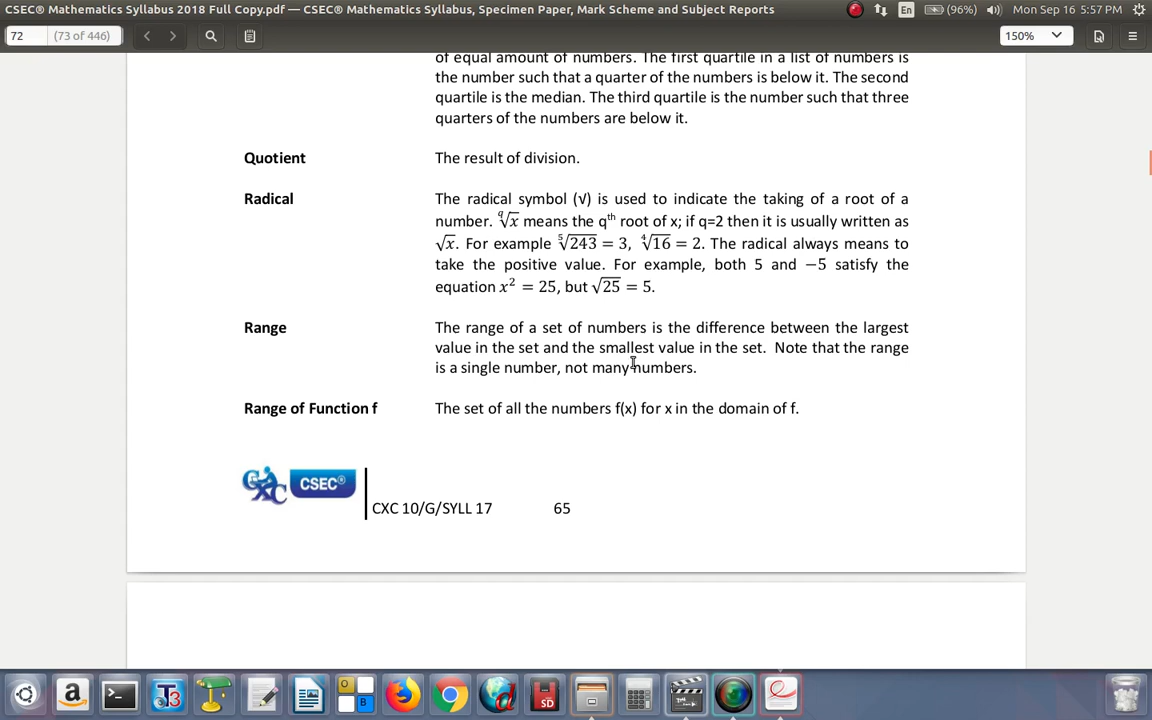 CSEC® Mathematics Syllabus 2018 Full Copy.pdf — CSEC® Mathematics Syllabus, Specimen Paper, Mark Scheme and Subject Reports
En (96%) Mon Sep 16 5:57 PM
72 (73 of 446) 150%
of equal amount of numbers. The first quartile in a list of numbers is
the number such that a quarter of the numbers is below it. The second
quartile is the median. The third quartile is the number such that three
quarters of the numbers are below it.
Quotient The result of division.
Radical The radical symbol (√) is used to indicate the taking of a root of a
number. q√x means the qth root of x; if q=2 then it is usually written as
√x. For example 5√243 = 3, 4√16 = 2. The radical always means to
take the positive value. For example, both 5 and −5 satisfy the
equation x² = 25, but √25 = 5.
Range The range of a set of numbers is the difference between the largest
value in the set and the smallest value in the set. Note that the range
is a single number, not many numbers.
Range of Function f The set of all the numbers f(x) for x in the domain of f.
CXC CSEC®
CXC 10/G/SYLL 17 65
a >_ T3 O B d SD